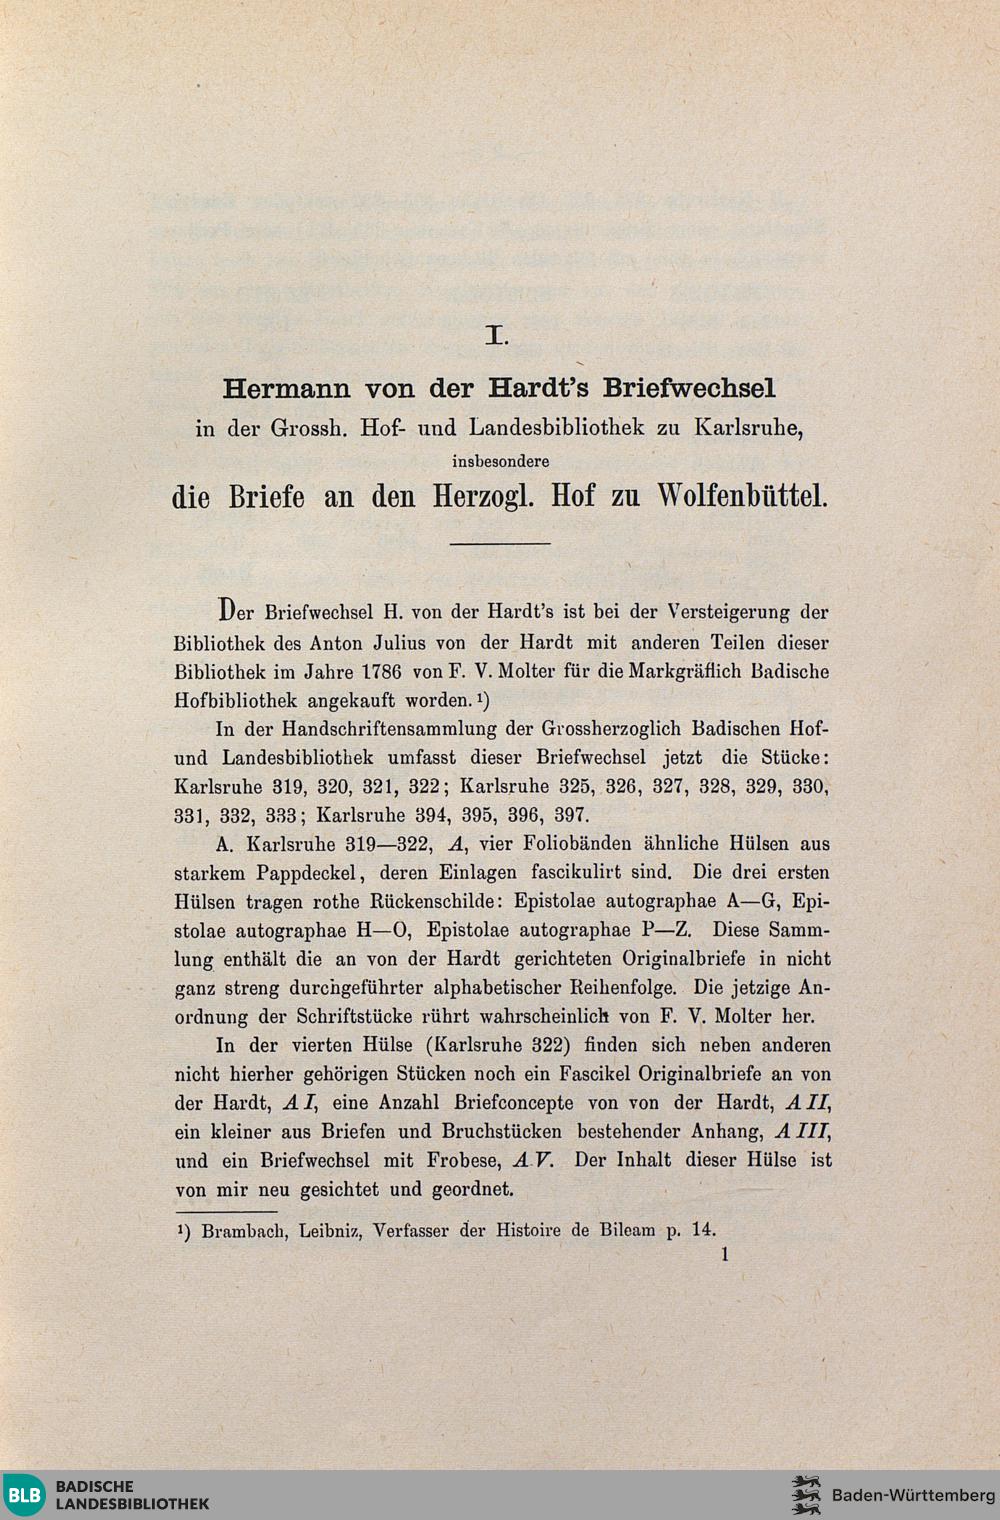 I.
Hermann von der Hardt's Briefwechsel
in der Grossh. Hof- und Landesbibliothek zu Karlsruhe,
insbesondere
die Briefe an den Herzogl. Hof zu Wolfenbüttel.
Der Briefwechsel H. von der Hardt's ist bei der Versteigerung der
Bibliothek des Anton Julius von der Hardt mit anderen Teilen dieser
Bibliothek im Jahre 1786 von F. V. Molter für die Markgräflich Badische
Hofbibliothek angekauft worden.¹)
In der Handschriftensammlung der Grossherzoglich Badischen Hof-
und Landesbibliothek umfasst dieser Briefwechsel jetzt die Stücke:
Karlsruhe 319, 320, 321, 322; Karlsruhe 325, 326, 327, 328, 329, 330,
331, 332, 333; Karlsruhe 394, 395, 396, 397.
A. Karlsruhe 319—322, A, vier Foliobänden ähnliche Hülsen aus
starkem Pappdeckel, deren Einlagen fascikulirt sind. Die drei ersten
Hülsen tragen rothe Rückenschilde: Epistolae autographae A—G, Epi-
stolae autographae H—O, Epistolae autographae P—Z. Diese Samm-
lung enthält die an von der Hardt gerichteten Originalbriefe in nicht
ganz streng durchgeführter alphabetischer Reihenfolge. Die jetzige An-
ordnung der Schriftstücke rührt wahrscheinlich von F. V. Molter her.
In der vierten Hülse (Karlsruhe 322) finden sich neben anderen
nicht hierher gehörigen Stücken noch ein Fascikel Originalbriefe an von
der Hardt, A I, eine Anzahl Briefconcepte von von der Hardt, A II,
ein kleiner aus Briefen und Bruchstücken bestehender Anhang, A III,
und ein Briefwechsel mit Frobese, A V. Der Inhalt dieser Hülse ist
von mir neu gesichtet und geordnet.
¹) Brambach, Leibniz, Verfasser der Histoire de Bileam p. 14.
1
BLB BADISCHE
LANDESBIBLIOTHEK
Baden-Württemberg